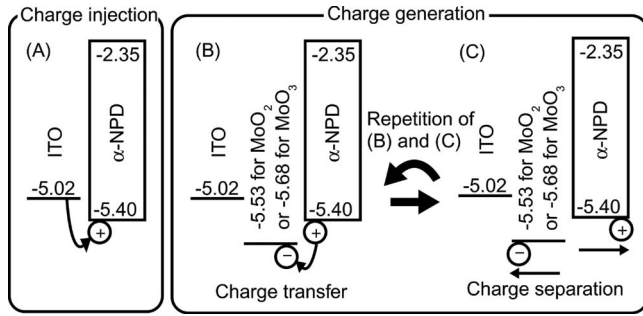 Charge injection
(A)
-2.35
ITO
α-NPD
-5.02
-5.40
+
Charge generation
(B)
-2.35
ITO
-5.53 for MoO2
or -5.68 for MoO3
α-NPD
-5.02
-5.40
+
−
Charge transfer
Repetition of
(B) and (C)
(C)
-2.35
ITO
-5.53 for MoO2
or -5.68 for MoO3
α-NPD
-5.02
-5.40
+
−
Charge separation